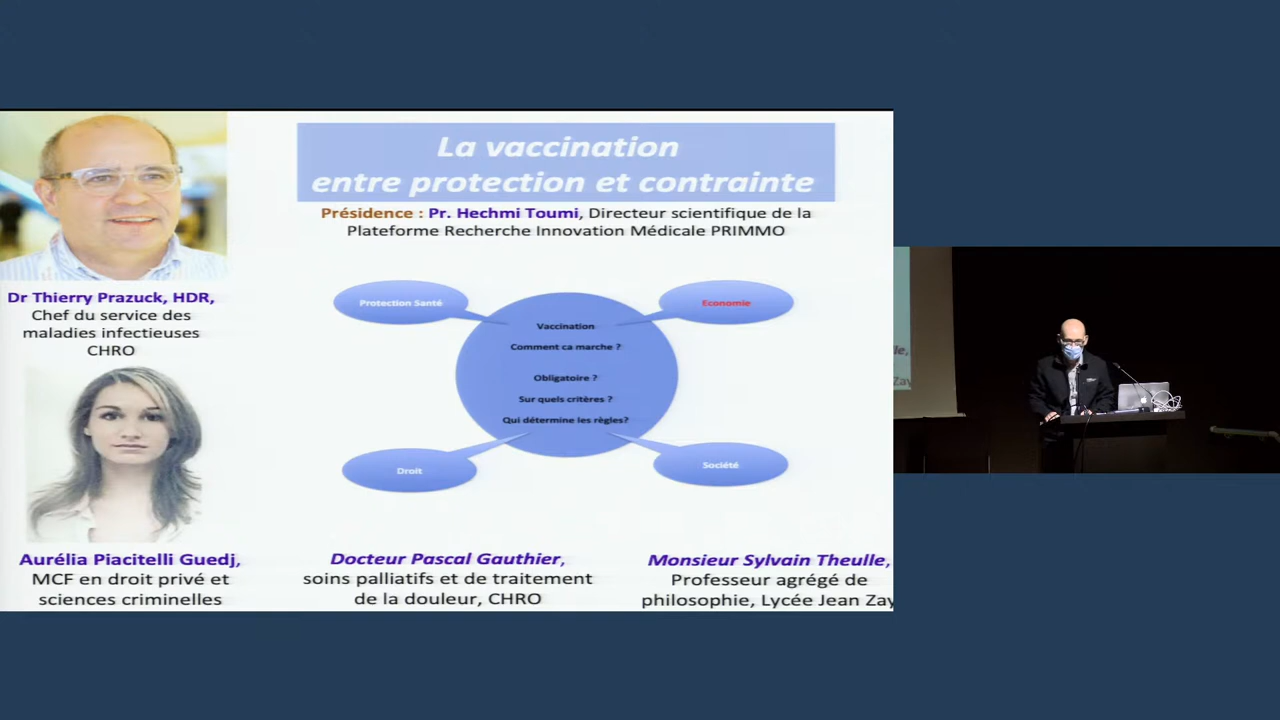 La vaccination
entre protection et contrainte
Présidence : Pr. Hechmi Toumi, Directeur scientifique de la
Plateforme Recherche Innovation Médicale PRIMMO
Dr Thierry Prazuck, HDR,
Chef du service des
maladies infectieuses
CHRO
Protection Santé
Economie
Vaccination
Comment ca marche ?
Obligatoire ?
Sur quels critères ?
Qui détermine les règles?
Droit
Société
Aurélia Piacitelli Guedj,
MCF en droit privé et
sciences criminelles
Docteur Pascal Gauthier,
soins palliatifs et de traitement
de la douleur, CHRO
Monsieur Sylvain Theulle,
Professeur agrégé de
philosophie, Lycée Jean Zay
lle,
Zay